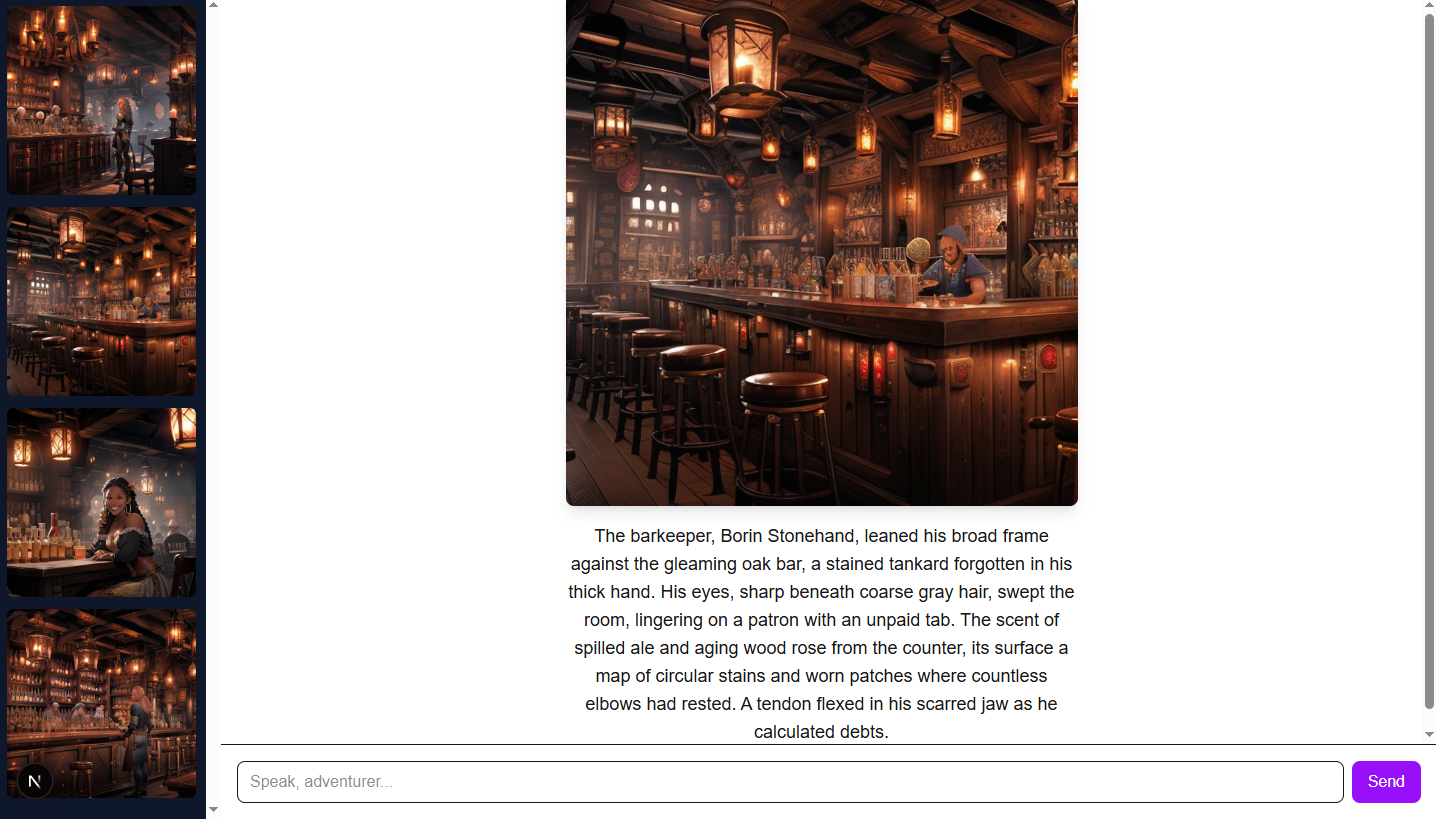 The barkeeper, Borin Stonehand, leaned his broad frame
against the gleaming oak bar, a stained tankard forgotten in his
thick hand. His eyes, sharp beneath coarse gray hair, swept the
room, lingering on a patron with an unpaid tab. The scent of
spilled ale and aging wood rose from the counter, its surface a
map of circular stains and worn patches where countless
elbows had rested. A tendon flexed in his scarred jaw as he
calculated debts.
Speak, adventurer...
Send
N